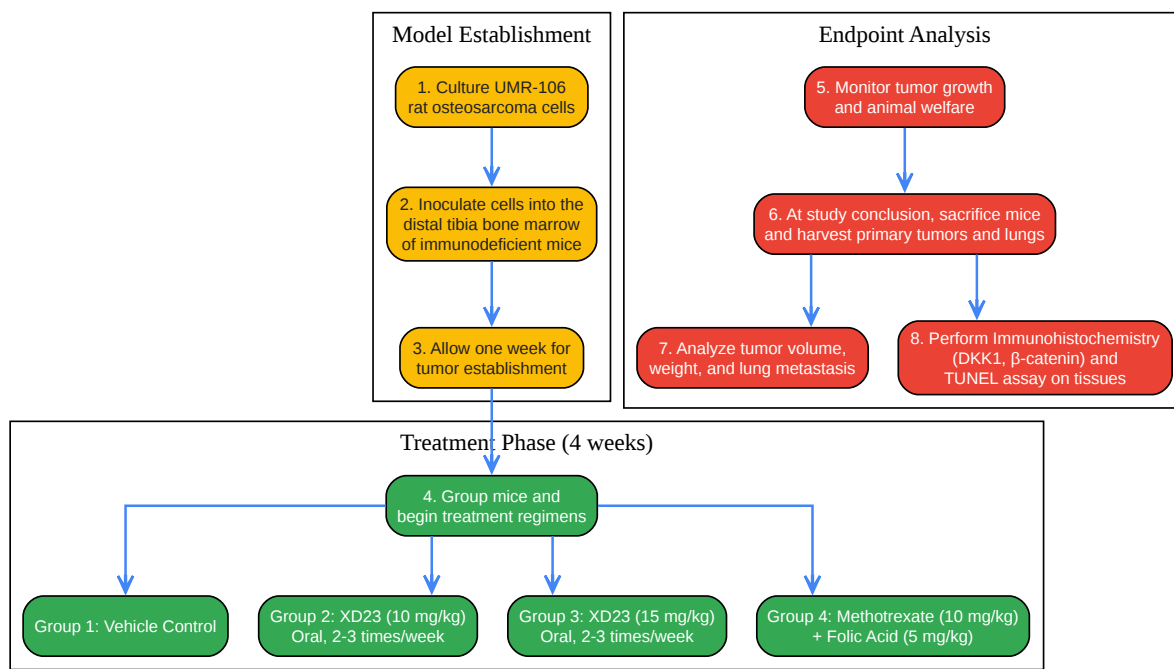 Model Establishment
1. Culture UMR-106
rat osteosarcoma cells
2. Inoculate cells into the
distal tibia bone marrow
of immunodeficient mice
3. Allow one week for
tumor establishment
Endpoint Analysis
5. Monitor tumor growth
and animal welfare
6. At study conclusion, sacrifice mice
and harvest primary tumors and lungs
7. Analyze tumor volume,
weight, and lung metastasis
8. Perform Immunohistochemistry
(DKK1, β-catenin) and
TUNEL assay on tissues
Treatment Phase (4 weeks)
4. Group mice and
begin treatment regimens
Group 1: Vehicle Control
Group 2: XD23 (10 mg/kg)
Oral, 2-3 times/week
Group 3: XD23 (15 mg/kg)
Oral, 2-3 times/week
Group 4: Methotrexate (10 mg/kg)
+ Folic Acid (5 mg/kg)